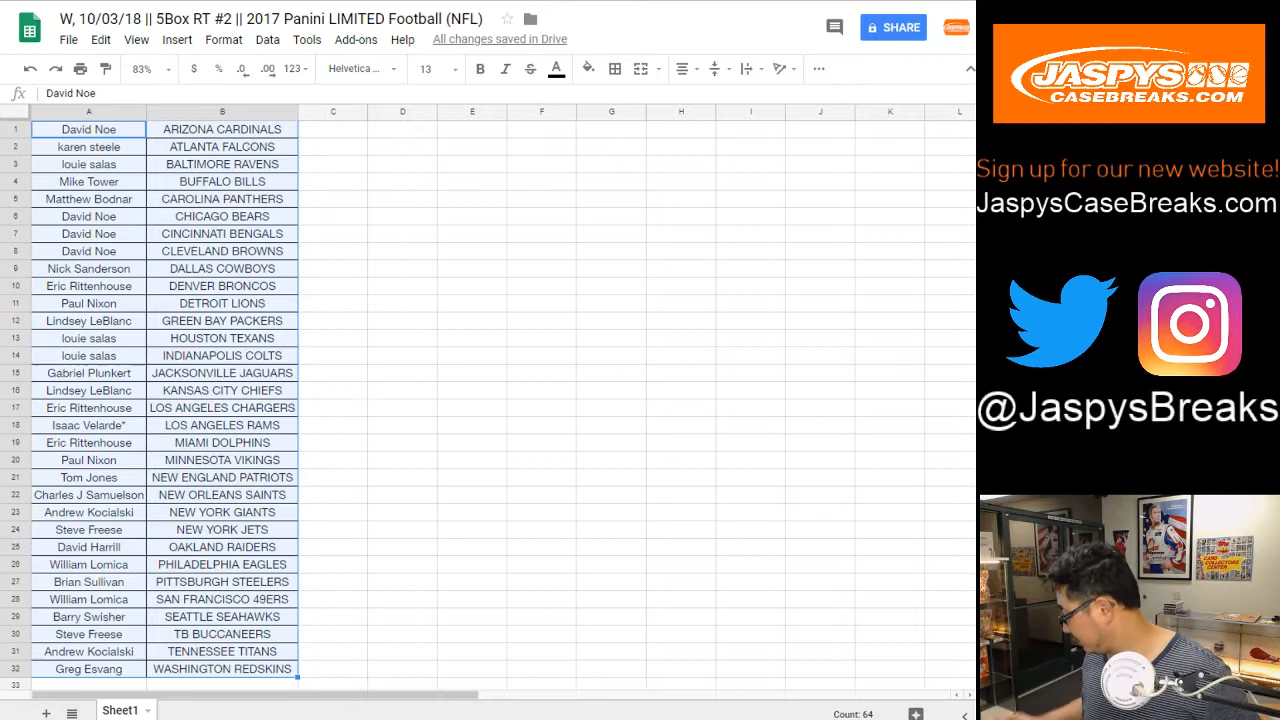 W, 10/03/18 || 5Box RT #2 || 2017 Panini LIMITED Football (NFL)
File Edit View Insert Tools Add-ons Help All changes saved in Drive
SHARE
83% $ % .0 .00 123 Helvetica ... 13 B I S A
fx David Noe
A B C D E F G H I J K L
1 David Noe ARIZONA CARDINALS
2 karen steele ATLANTA FALCONS
3 louie salas BALTIMORE RAVENS
4 Mike Tower BUFFALO BILLS
5 Matthew Bodnar CAROLINA PANTHERS
6 David Noe CHICAGO BEARS
7 David Noe CINCINNATI BENGALS
8 David Noe CLEVELAND BROWNS
9 Nick Sanderson DALLAS COWBOYS
10 Eric Rittenhouse DENVER BRONCOS
11 Paul Nixon DETROIT LIONS
12 Lindsey LeBlanc GREEN BAY PACKERS
13 louie salas HOUSTON TEXANS
14 louie salas INDIANAPOLIS COLTS
15 Gabriel Plunkert JACKSONVILLE JAGUARS
16 Lindsey LeBlanc KANSAS CITY CHIEFS
17 Eric Rittenhouse LOS ANGELES CHARGERS
18 Isaac Velarde* LOS ANGELES RAMS
19 Eric Rittenhouse MIAMI DOLPHINS
20 Paul Nixon MINNESOTA VIKINGS
21 Tom Jones NEW ENGLAND PATRIOTS
22 Charles J Samuelson NEW ORLEANS SAINTS
23 Andrew Kocialski NEW YORK GIANTS
24 Steve Freese NEW YORK JETS
25 David Harrill OAKLAND RAIDERS
26 William Lomica PHILADELPHIA EAGLES
27 Brian Sullivan PITTSBURGH STEELERS
28 William Lomica SAN FRANCISCO 49ERS
29 Barry Swisher SEATTLE SEAHAWKS
30 Steve Freese TB BUCCANEERS
31 Andrew Kocialski TENNESSEE TITANS
32 Greg Esvang WASHINGTON REDSKINS
33
Sheet1
Count: 64
JASPYS
CASEBREAKS.COM
Sign up for our new website!
JaspysCaseBreaks.com
@JaspysBreaks